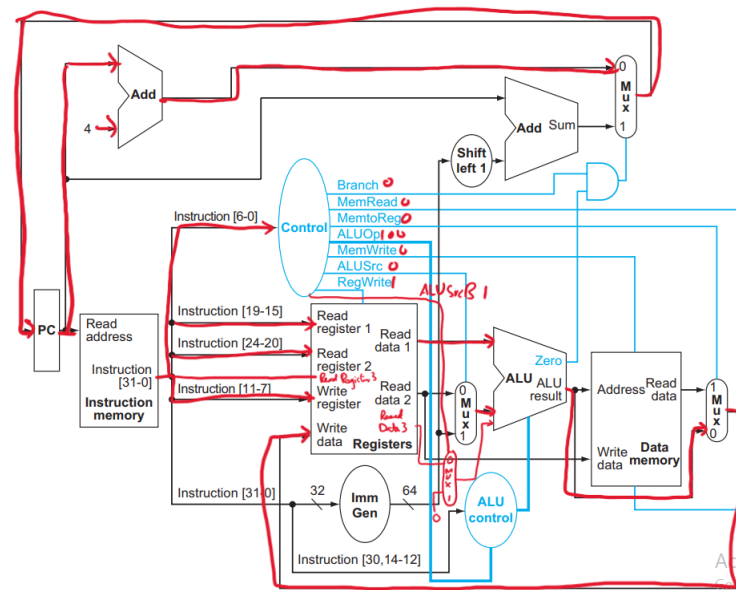 0
M
u
x
1
Add
4
Add Sum
Shift
left 1
Branch 0
MemRead 0
MemtoReg 0
ALUOp 10
MemWrite 0
ALUSrc 0
RegWrite 1
ALUSrcB 1
Control
Instruction [6-0]
Instruction [19-15]
Instruction [24-20]
Instruction [11-7]
Instruction [31-0]
Instruction [30,14-12]
PC
Read
address
Instruction
[31-0]
Instruction
memory
Read
register 1
Read
register 2
Read Register 3
Write
register
Write
data
Read
data 1
Read
data 2
Read
Data 3
Registers
0
M
u
x
1
0
mux
1
0
Zero
ALU
ALU
result
Address
Read
data
Write
data
Data
memory
1
M
u
x
0
32
Imm
Gen
64
ALU
control